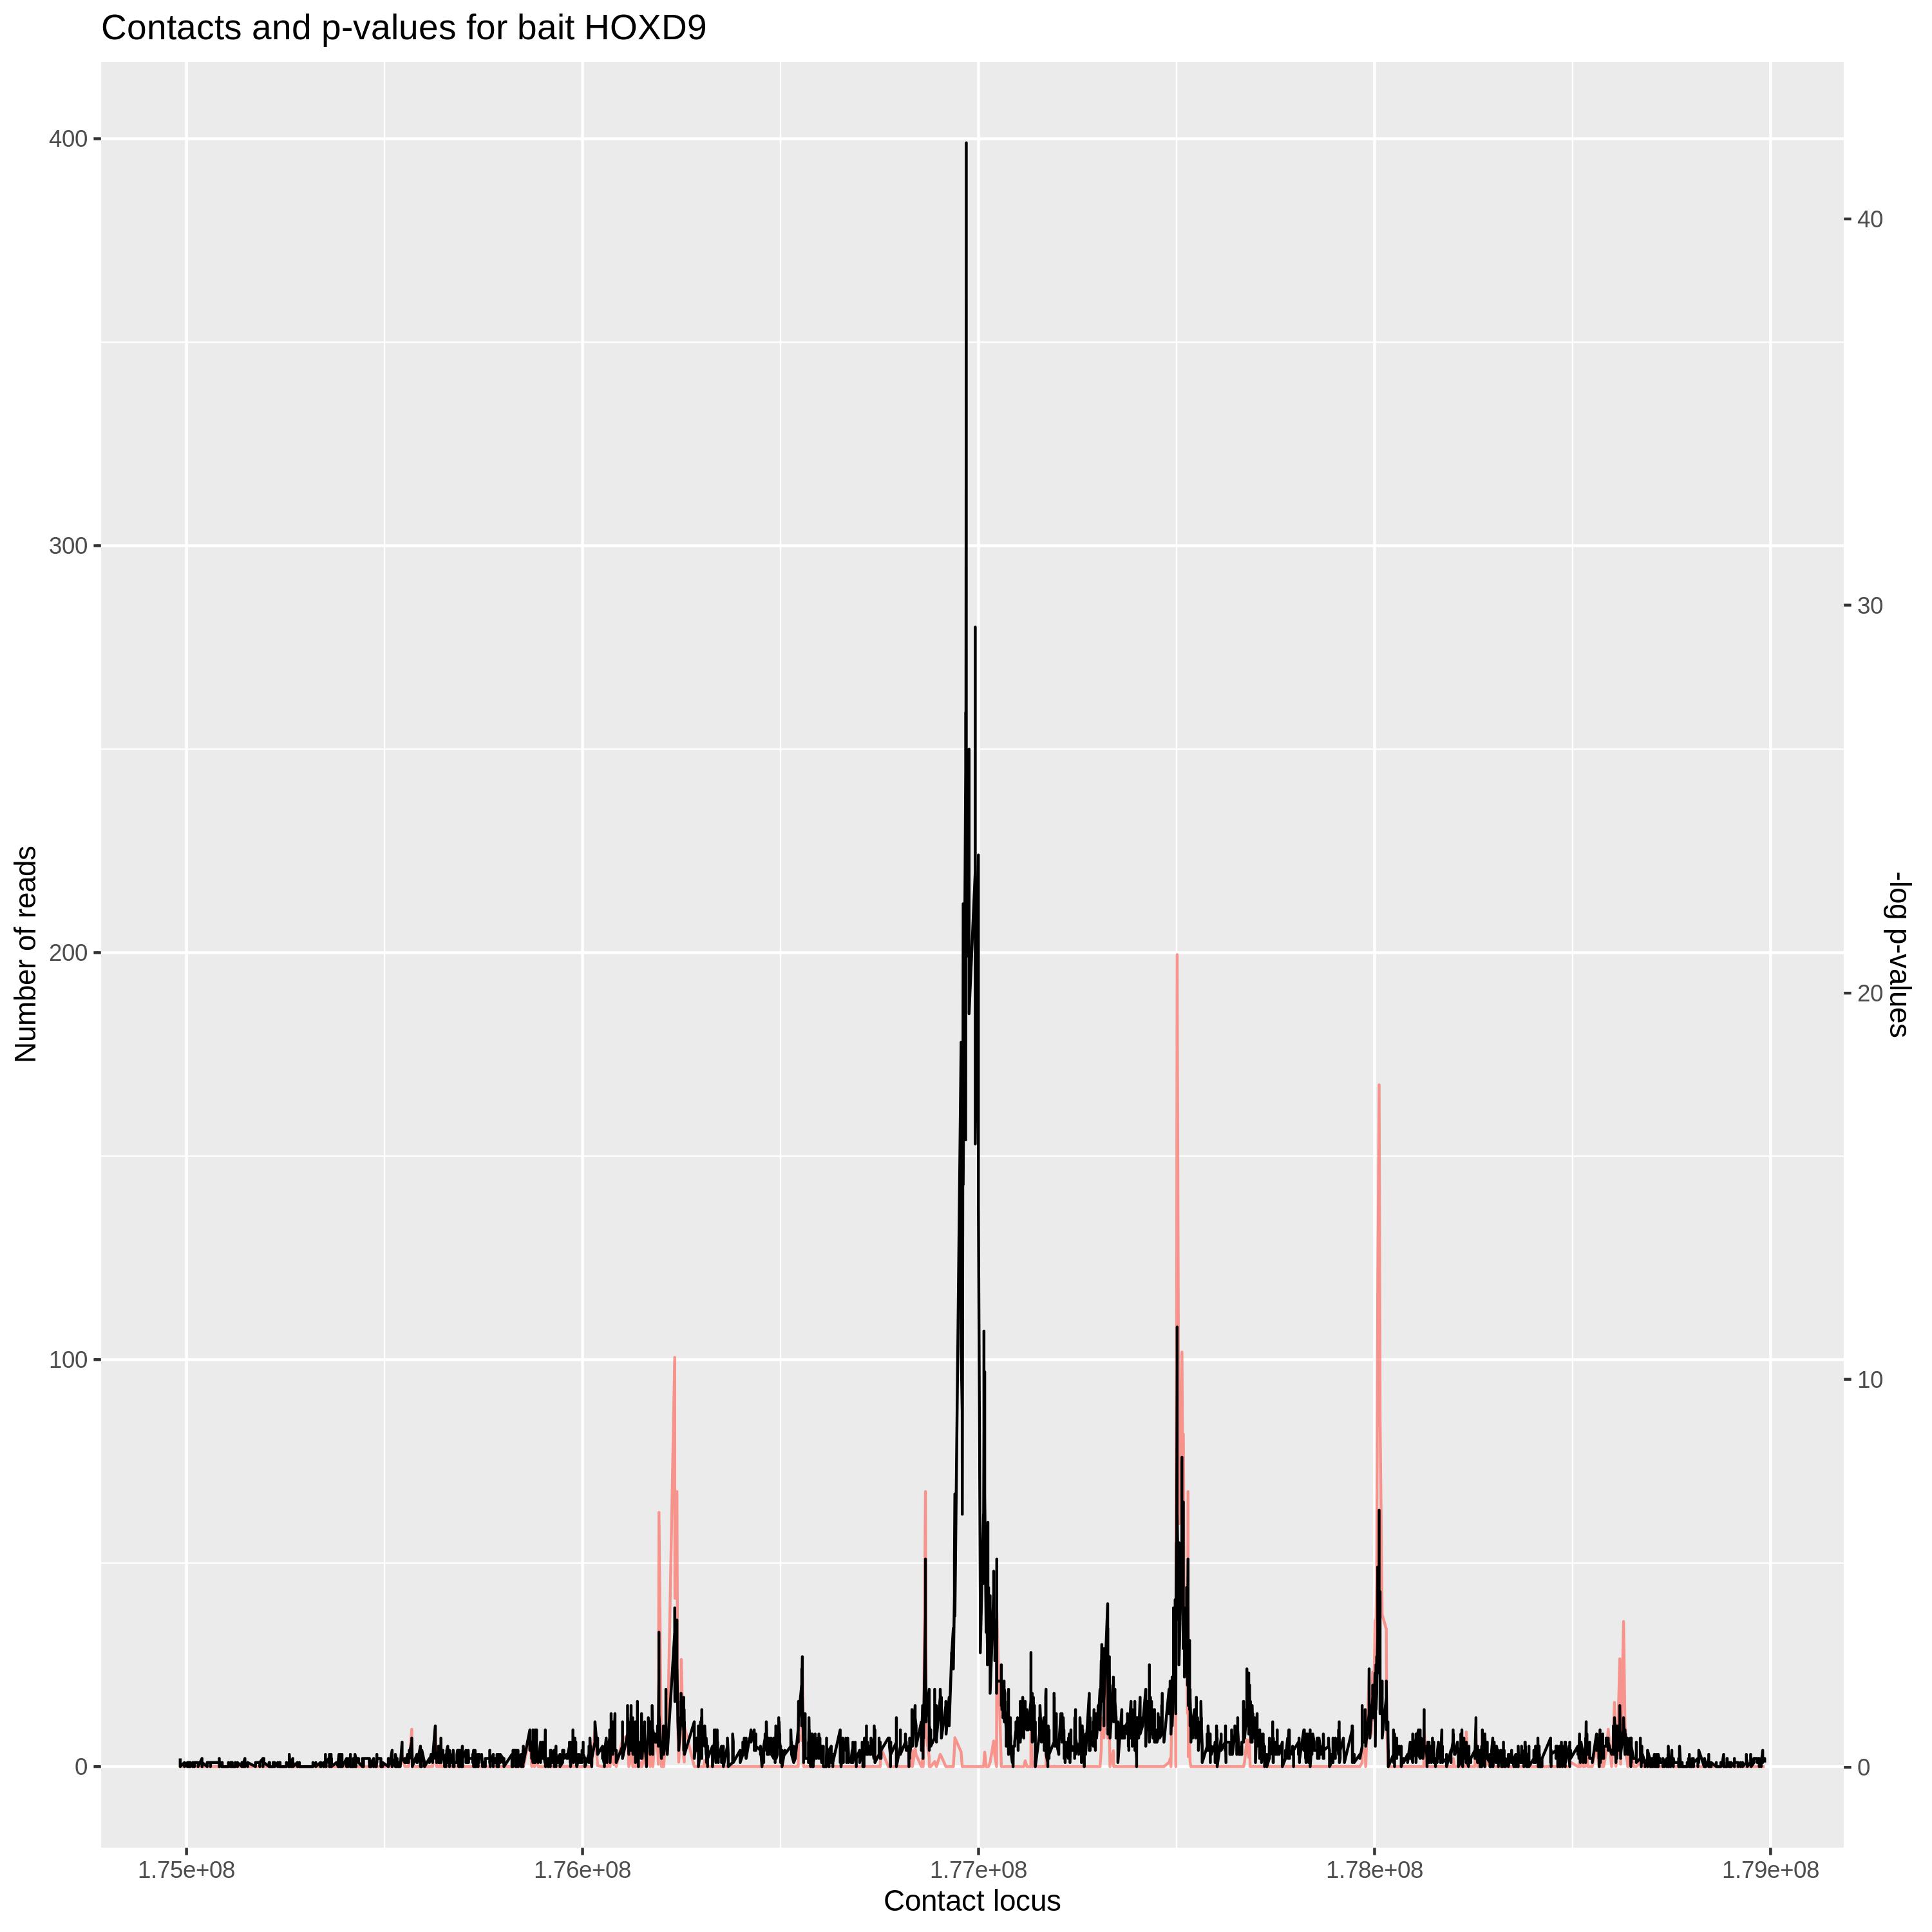 Contacts and p-values for bait HOXD9
400
300
200
100
0
Number of reads
40
30
20
10
0
-log p-values
1.75e+08
1.76e+08
1.77e+08
1.78e+08
1.79e+08
Contact locus